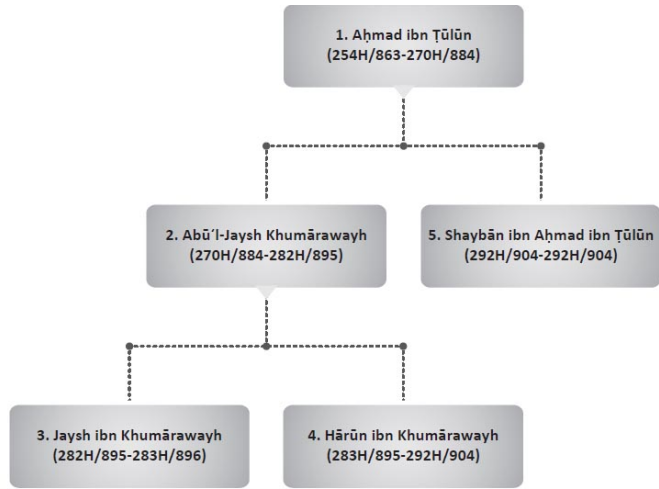 1. Aḥmad ibn Ṭūlūn
(254H/863-270H/884)
2. Abū´l-Jaysh Khumārawayh
(270H/884-282H/895)
5. Shaybān ibn Aḥmad ibn Ṭūlūn
(292H/904-292H/904)
3. Jaysh ibn Khumārawayh
(282H/895-283H/896)
4. Hārūn ibn Khumārawayh
(283H/895-292H/904)